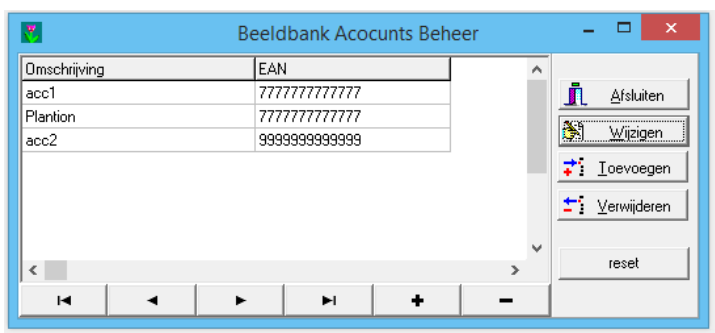 Beeldbank Acocunts Beheer
Omschrijving EAN
acc1 7777777777777
Plantion 7777777777777
acc2 9999999999999
Afsluiten
Wijzigen
Toevoegen
Verwijderen
reset